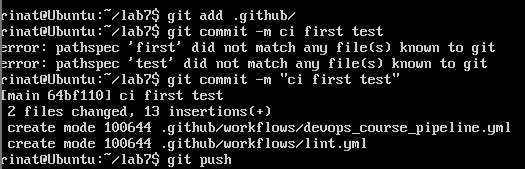 rinat@Ubuntu:~/lab7$ git add .github/
rinat@Ubuntu:~/lab7$ git commit -m ci first test
error: pathspec 'first' did not match any file(s) known to git
error: pathspec 'test' did not match any file(s) known to git
rinat@Ubuntu:~/lab7$ git commit -m "ci first test"
[main 64bf110] ci first test
 2 files changed, 13 insertions(+)
 create mode 100644 .github/workflows/devops_course_pipeline.yml
 create mode 100644 .github/workflows/lint.yml
rinat@Ubuntu:~/lab7$ git push